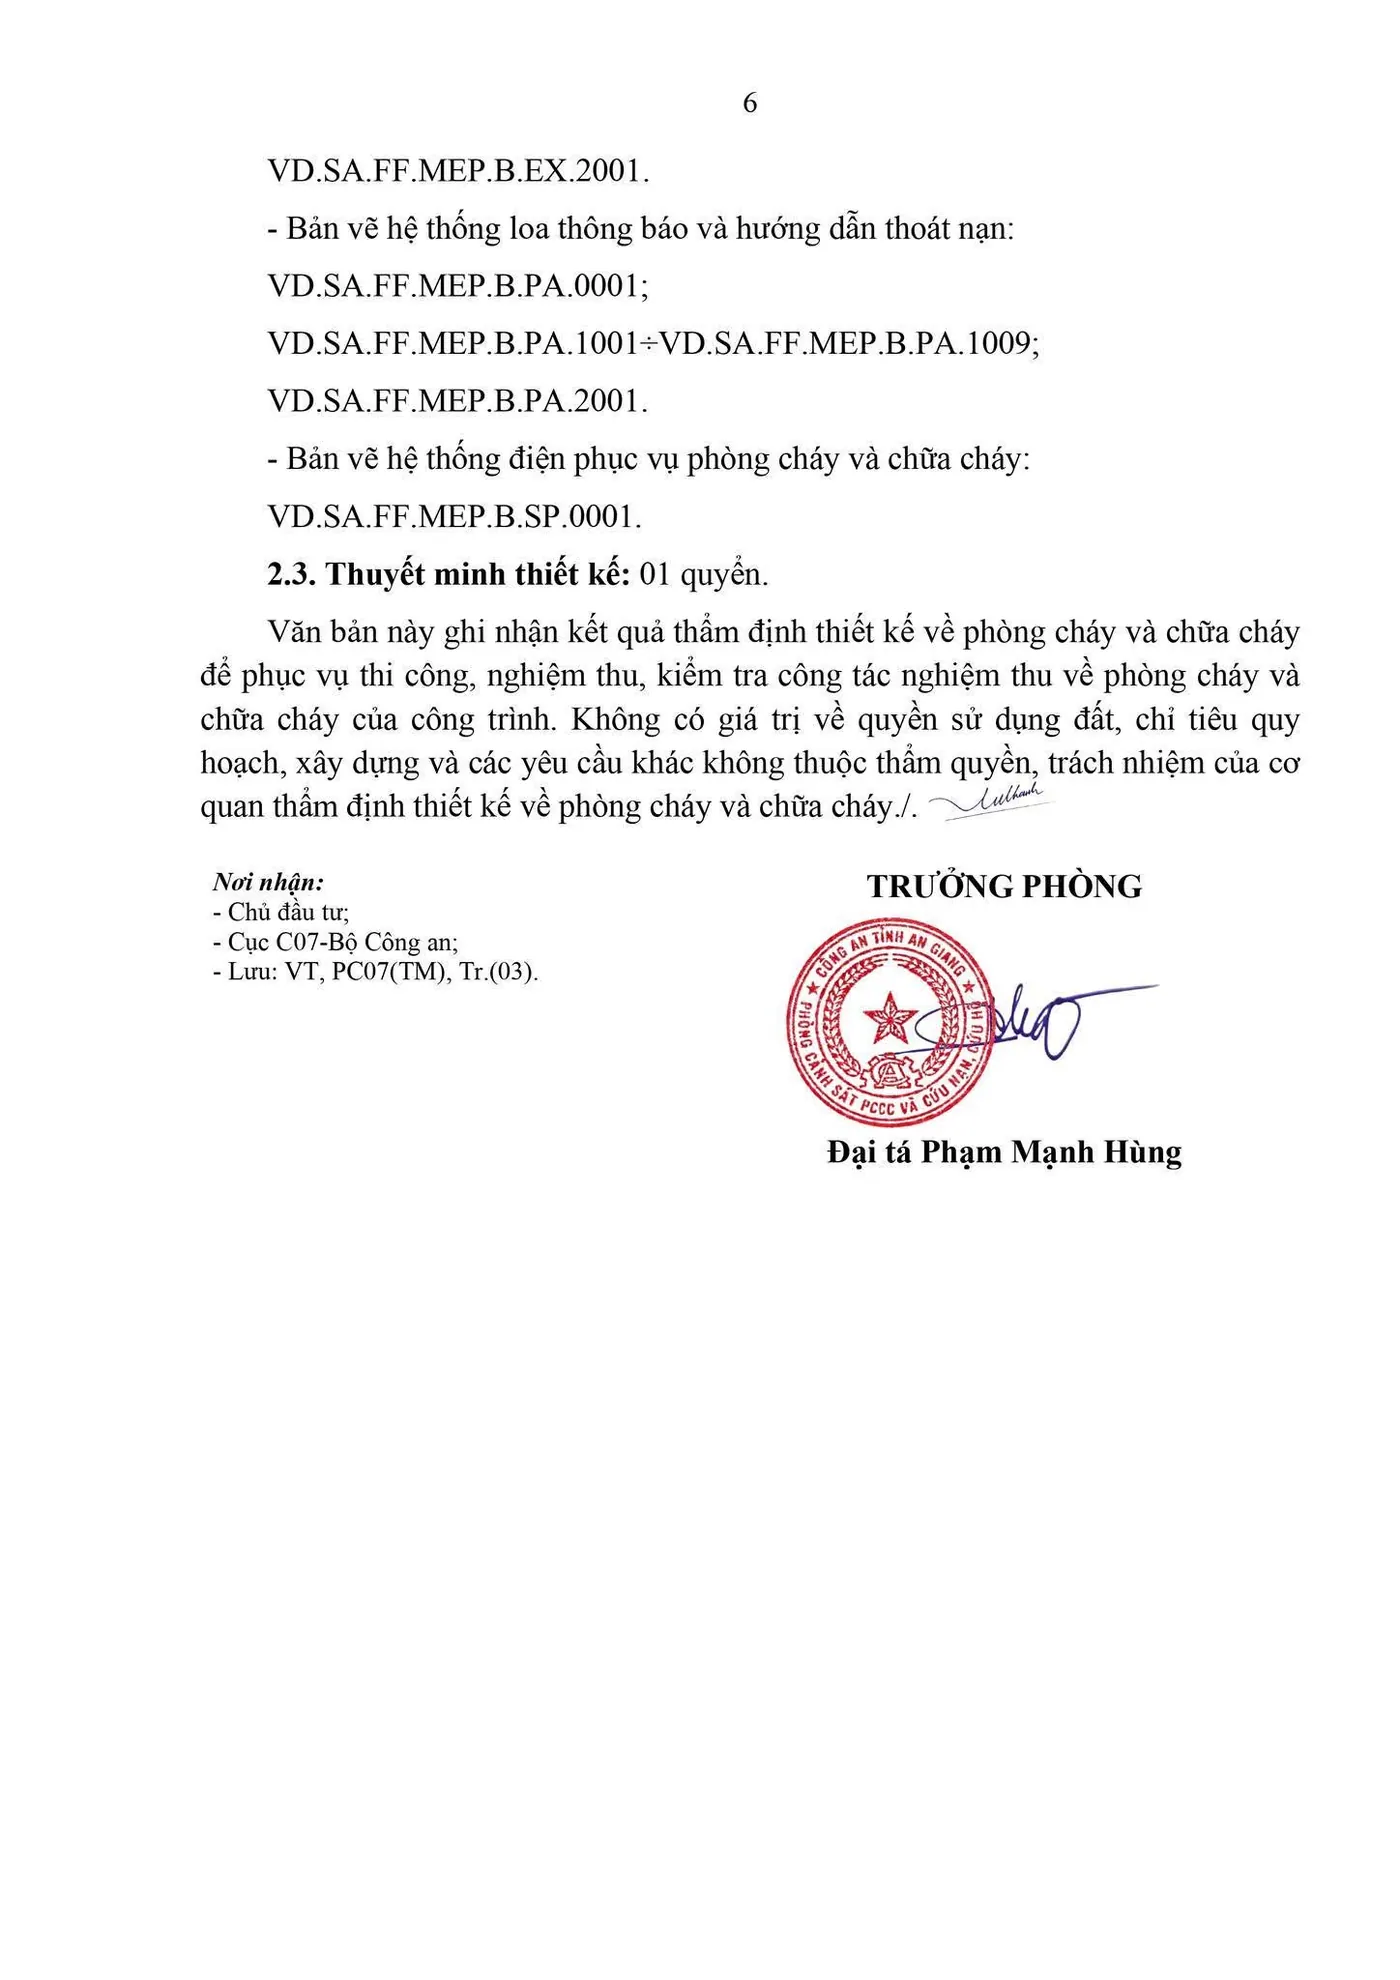 6
VD.SA.FF.MEP.B.EX.2001.
- Bản vẽ hệ thống loa thông báo và hướng dẫn thoát nạn:
VD.SA.FF.MEP.B.PA.0001;
VD.SA.FF.MEP.B.PA.1001÷VD.SA.FF.MEP.B.PA.1009;
VD.SA.FF.MEP.B.PA.2001.
- Bản vẽ hệ thống điện phục vụ phòng cháy và chữa cháy:
VD.SA.FF.MEP.B.SP.0001.
2.3. Thuyết minh thiết kế: 01 quyển.
Văn bản này ghi nhận kết quả thẩm định thiết kế về phòng cháy và chữa cháy
để phục vụ thi công, nghiệm thu, kiểm tra công tác nghiệm thu về phòng cháy và
chữa cháy của công trình. Không có giá trị về quyền sử dụng đất, chỉ tiêu quy
hoạch, xây dựng và các yêu cầu khác không thuộc thẩm quyền, trách nhiệm của cơ
quan thẩm định thiết kế về phòng cháy và chữa cháy./.
Nơi nhận:
- Chủ đầu tư;
- Cục C07-Bộ Công an;
- Lưu: VT, PC07(TM), Tr.(03).
TRƯỞNG PHÒNG
CÔNG AN TỈNH AN GIANG
PHÒNG CẢNH SÁT PCCC VÀ CỨU NẠN, CỨU HỘ
Đại tá Phạm Mạnh Hùng